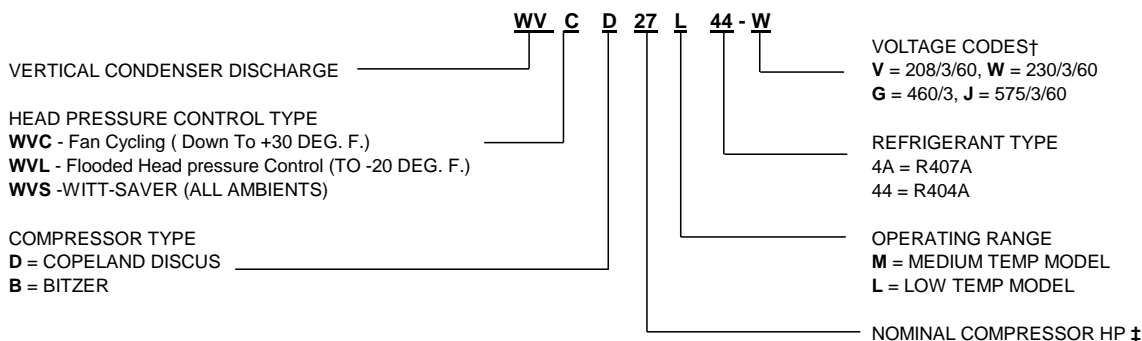 WV C D 27 L 44 - W
VERTICAL CONDENSER DISCHARGE
HEAD PRESSURE CONTROL TYPE
WVC - Fan Cycling ( Down To +30 DEG. F.)
WVL - Flooded Head pressure Control (TO -20 DEG. F.)
WVS -WITT-SAVER (ALL AMBIENTS)
COMPRESSOR TYPE
D = COPELAND DISCUS
B = BITZER
VOLTAGE CODES†
V = 208/3/60, W = 230/3/60
G = 460/3, J = 575/3/60
REFRIGERANT TYPE
4A = R407A
44 = R404A
OPERATING RANGE
M = MEDIUM TEMP MODEL
L = LOW TEMP MODEL
NOMINAL COMPRESSOR HP ‡